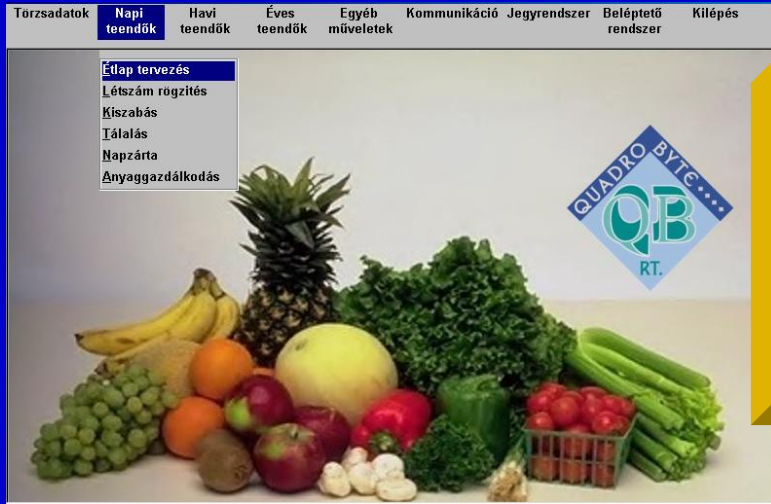 Törzsadatok Napi Havi Éves Egyéb Kommunikáció Jegyrendszer Beléptető Kilépés
teendők teendők teendők műveletek rendszer
Étlap tervezés
Létszám rögzítés
Kiszabás
Tálalás
Napzárta
Anyaggazdálkodás
QUADRO BYTE....
QB
RT.